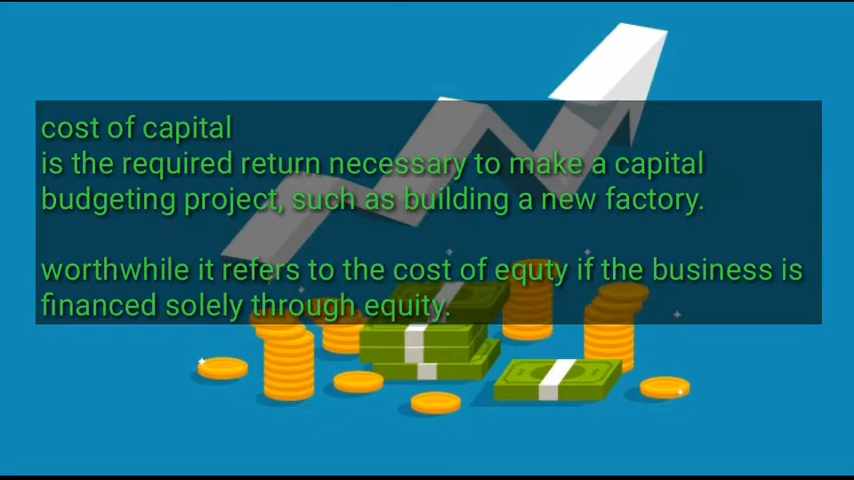 cost of capital
is the required return necessary to make a capital
budgeting project, such as building a new factory.
worthwhile it refers to the cost of equty if the business is
financed solely through equity.